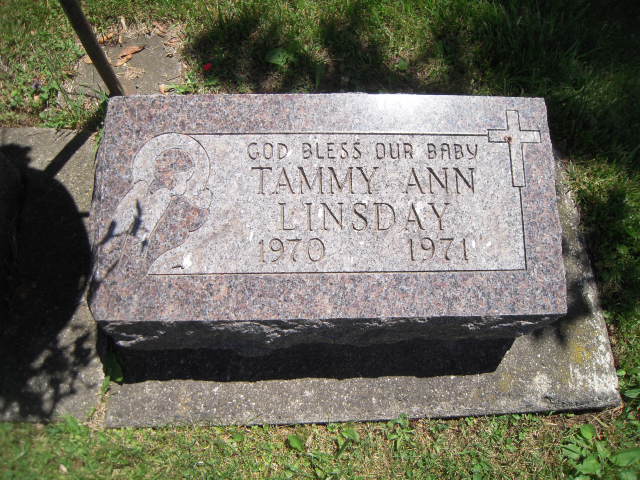 GOD BLESS OUR BABY
TAMMY ANN
LINSDAY
1970 1971